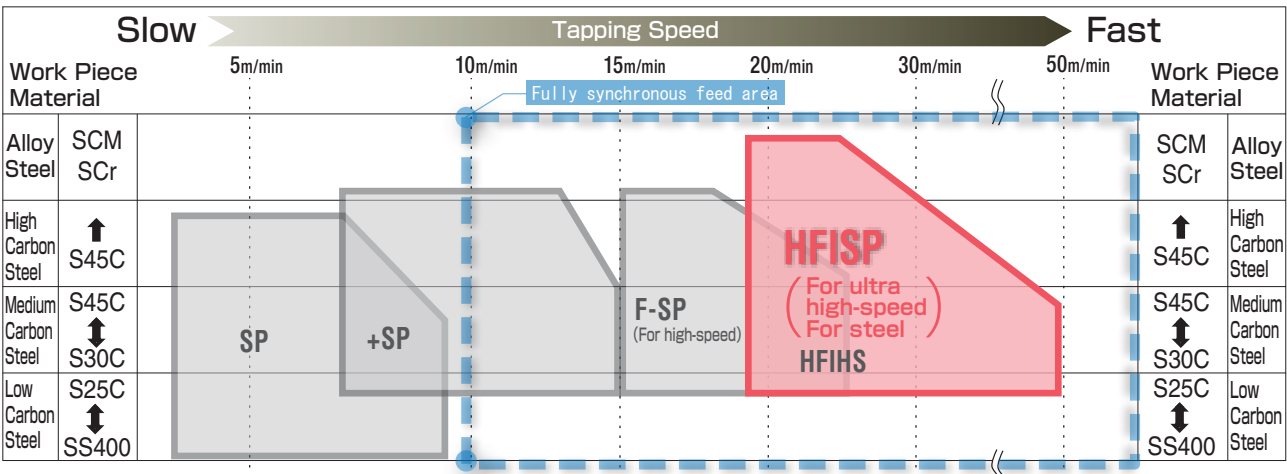 Slow Tapping Speed Fast
Work Piece
Material
5m/min 10m/min 15m/min 20m/min 30m/min 50m/min
Work Piece
Material
Fully synchronous feed area
Alloy
Steel
SCM
SCr
SCM
SCr
Alloy
Steel
High
Carbon
Steel
S45C
S45C
High
Carbon
Steel
Medium
Carbon
Steel
S45C
S30C
S45C
S30C
Medium
Carbon
Steel
Low
Carbon
Steel
S25C
SS400
S25C
SS400
Low
Carbon
Steel
SP
+SP
F-SP
(For high-speed)
HFISP
(For ultra
high-speed
For steel)
HFIHS